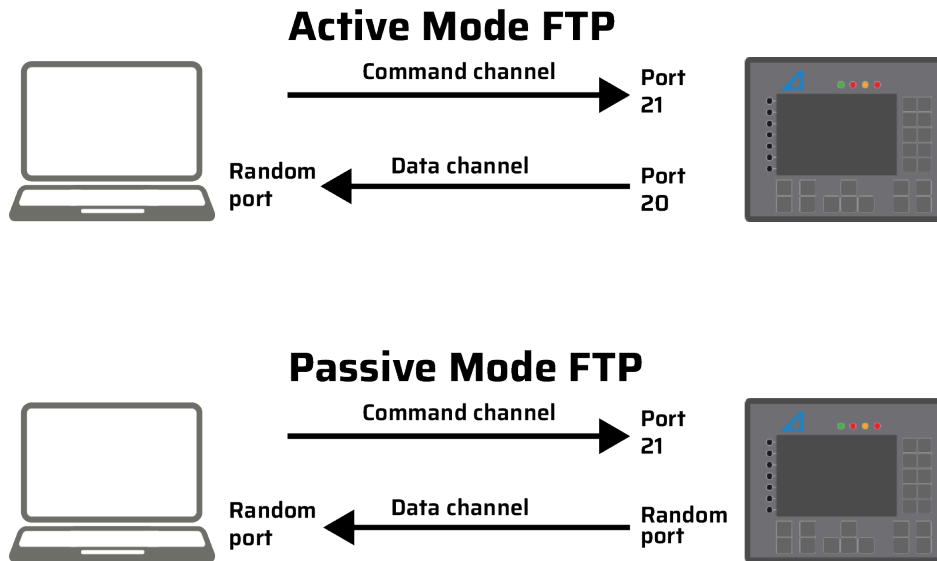 Active Mode FTP
Command channel
Port
21
Data channel
Random
port
Port
20
Passive Mode FTP
Command channel
Port
21
Data channel
Random
port
Random
port